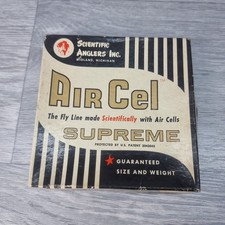 Scientific
Anglers Inc.
MIDLAND, MICHIGAN
AIR CEL
The Fly Line made Scientifically with Air Cells
SUPREME
PROTECTED BY U.S. PATENT 2862282
GUARANTEED
SIZE AND WEIGHT